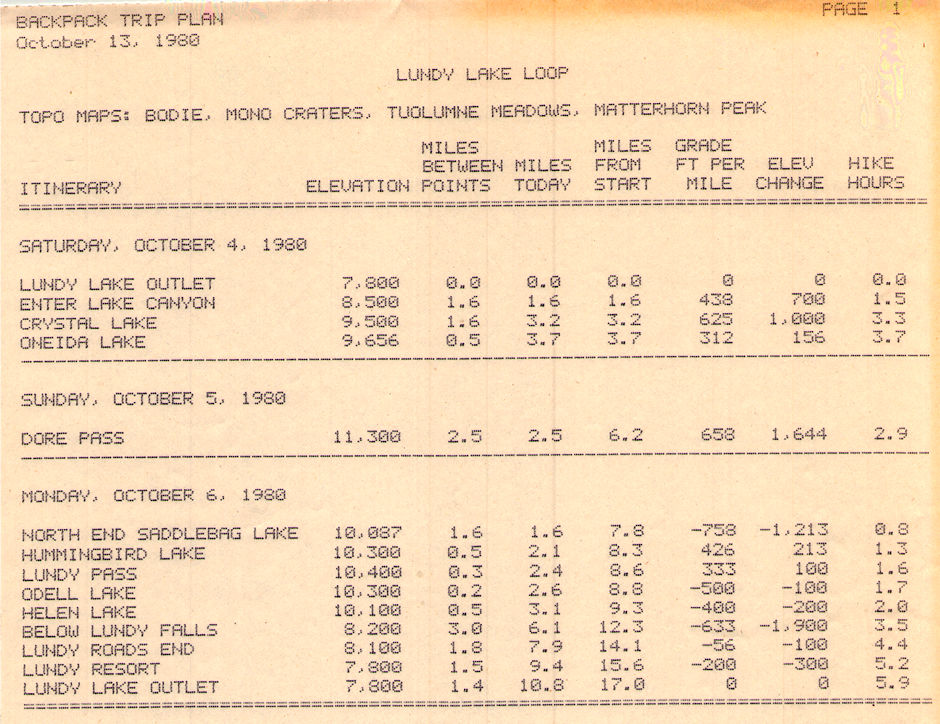 PAGE 1
BACKPACK TRIP PLAN
October 13, 1980
LUNDY LAKE LOOP
TOPO MAPS: BODIE, MONO CRATERS, TUOLUMNE MEADOWS, MATTERHORN PEAK
MILES MILES GRADE
BETWEEN MILES FROM FT PER ELEV HIKE
ITINERARY ELEVATION POINTS TODAY START MILE CHANGE HOURS
SATURDAY, OCTOBER 4, 1980
LUNDY LAKE OUTLET 7,800 0.0 0.0 0.0 0 0 0.0
ENTER LAKE CANYON 8,500 1.6 1.6 1.6 438 700 1.5
CRYSTAL LAKE 9,500 1.6 3.2 3.2 625 1,000 3.3
ONEIDA LAKE 9,656 0.5 3.7 3.7 312 156 3.7
SUNDAY, OCTOBER 5, 1980
DORE PASS 11,300 2.5 2.5 6.2 658 1,644 2.9
MONDAY, OCTOBER 6, 1980
NORTH END SADDLEBAG LAKE 10,087 1.6 1.6 7.8 -758 -1,213 0.8
HUMMINGBIRD LAKE 10,300 0.5 2.1 8.3 426 213 1.3
LUNDY PASS 10,400 0.3 2.4 8.6 333 100 1.6
ODELL LAKE 10,300 0.2 2.6 8.8 -500 -100 1.7
HELEN LAKE 10,100 0.5 3.1 9.3 -400 -200 2.0
BELOW LUNDY FALLS 8,200 3.0 6.1 12.3 -633 -1,900 3.5
LUNDY ROADS END 8,100 1.8 7.9 14.1 -56 -100 4.4
LUNDY RESORT 7,800 1.5 9.4 15.6 -200 -300 5.2
LUNDY LAKE OUTLET 7,800 1.4 10.8 17.0 0 0 5.9